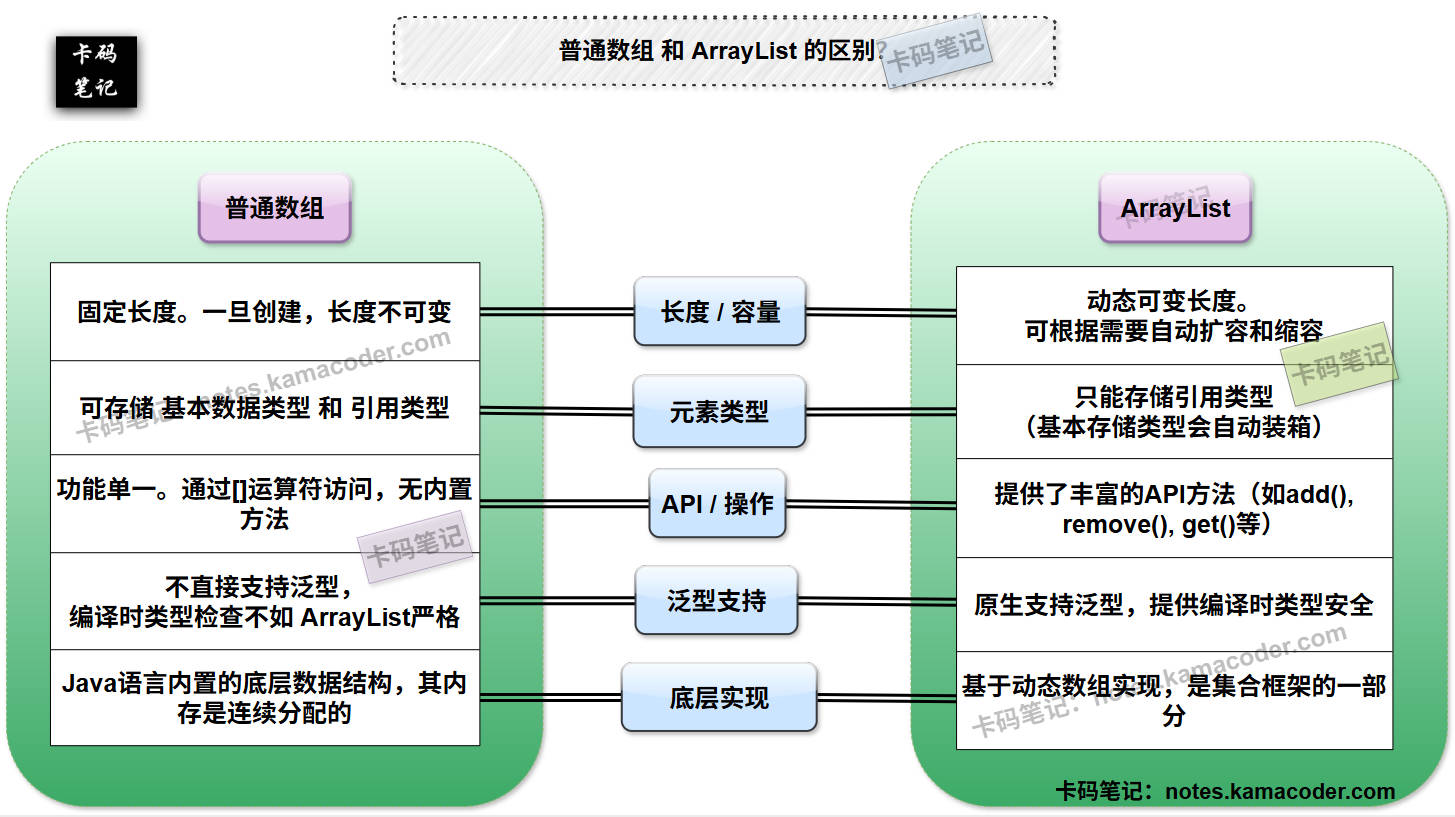 卡码
笔记
普通数组 和 ArrayList 的区别?
卡码笔记
普通数组
固定长度。一旦创建，长度不可变
可存储 基本数据类型 和 引用类型
卡码笔记：notes.kamacoder.com
功能单一。通过[]运算符访问，无内置
方法
卡码笔记
不直接支持泛型，
编译时类型检查不如 ArrayList严格
Java语言内置的底层数据结构，其内
存是连续分配的
长度 / 容量
元素类型
API / 操作
泛型支持
底层实现
ArrayList
卡码笔记
动态可变长度。
可根据需要自动扩容和缩容
卡码笔记
只能存储引用类型
（基本存储类型会自动装箱）
提供了丰富的API方法（如add(),
remove(), get()等）
原生支持泛型，提供编译时类型安全
基于动态数组实现，是集合框架的一部
分
卡码笔记：notes.kamacoder.com
卡码笔记：notes.kamacoder.com